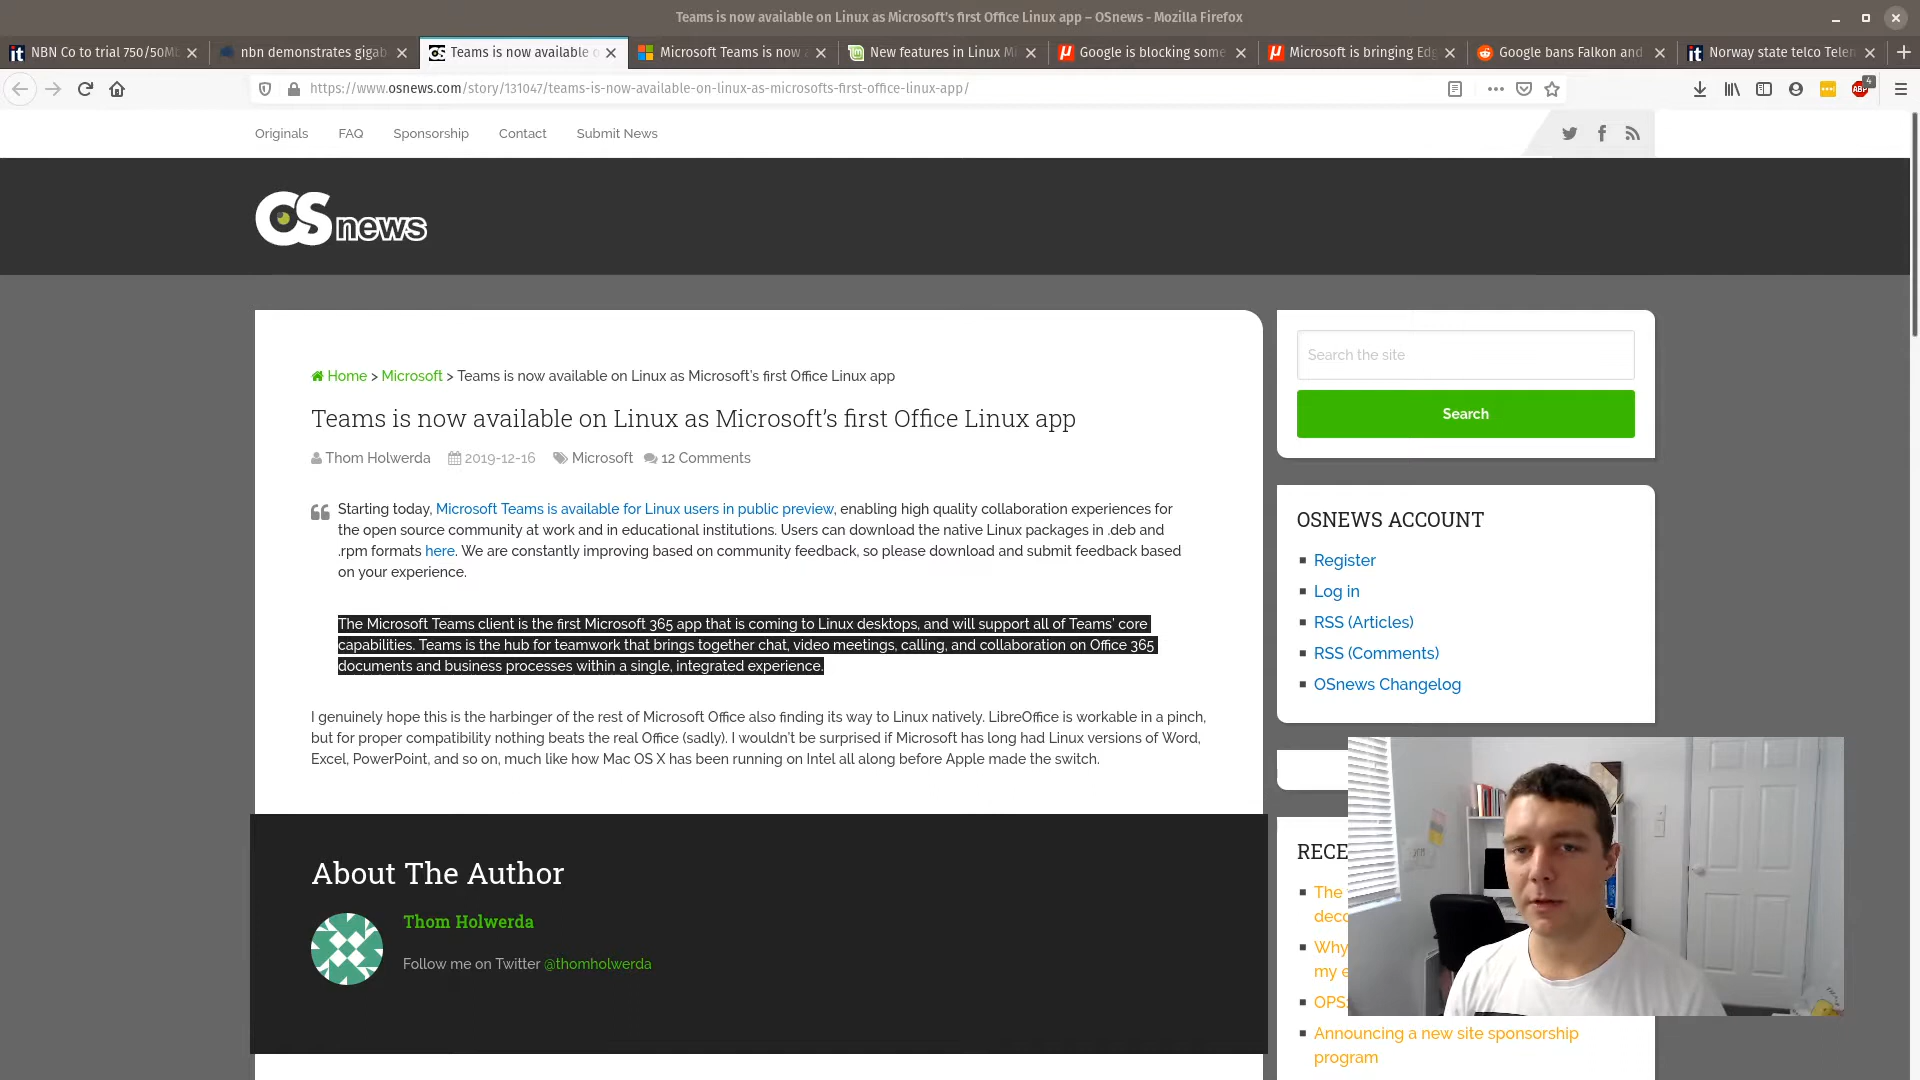 Teams is now available on Linux as Microsoft's first Office Linux app – OSnews - Mozilla Firefox
NBN Co to trial 750/50Mb
nbn demonstrates gigab
Teams is now available o
Microsoft Teams is now a
New features in Linux Mi
Google is blocking some
Microsoft is bringing Edg
Google bans Falkon and
Norway state telco Telen
https://www.osnews.com/story/131047/teams-is-now-available-on-linux-as-microsofts-first-office-linux-app/
ABP
4
Originals
FAQ
Sponsorship
Contact
Submit News
OSnews
Home > Microsoft > Teams is now available on Linux as Microsoft's first Office Linux app
Teams is now available on Linux as Microsoft's first Office Linux app
Thom Holwerda 2019-12-16 Microsoft 12 Comments
Starting today, Microsoft Teams is available for Linux users in public preview, enabling high quality collaboration experiences for
the open source community at work and in educational institutions. Users can download the native Linux packages in .deb and
.rpm formats here. We are constantly improving based on community feedback, so please download and submit feedback based
on your experience.
The Microsoft Teams client is the first Microsoft 365 app that is coming to Linux desktops, and will support all of Teams' core
capabilities. Teams is the hub for teamwork that brings together chat, video meetings, calling, and collaboration on Office 365
documents and business processes within a single, integrated experience.
I genuinely hope this is the harbinger of the rest of Microsoft Office also finding its way to Linux natively. LibreOffice is workable in a pinch,
but for proper compatibility nothing beats the real Office (sadly). I wouldn't be surprised if Microsoft has long had Linux versions of Word,
Excel, PowerPoint, and so on, much like how Mac OS X has been running on Intel all along before Apple made the switch.
About The Author
Thom Holwerda
Follow me on Twitter @thomholwerda
Search the site
Search
OSNEWS ACCOUNT
Register
Log in
RSS (Articles)
RSS (Comments)
OSnews Changelog
RECE
The
deco
Why
my e
OPS
Announcing a new site sponsorship
program